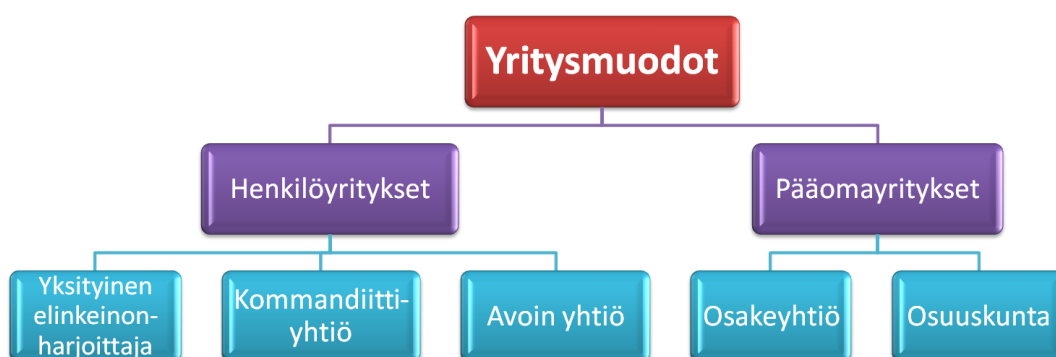 Yritysmuodot
Henkilöyritykset
Pääomayritykset
Yksityinen
elinkeinon-
harjoittaja
Kommandiitti-
yhtiö
Avoin yhtiö
Osakeyhtiö
Osuuskunta